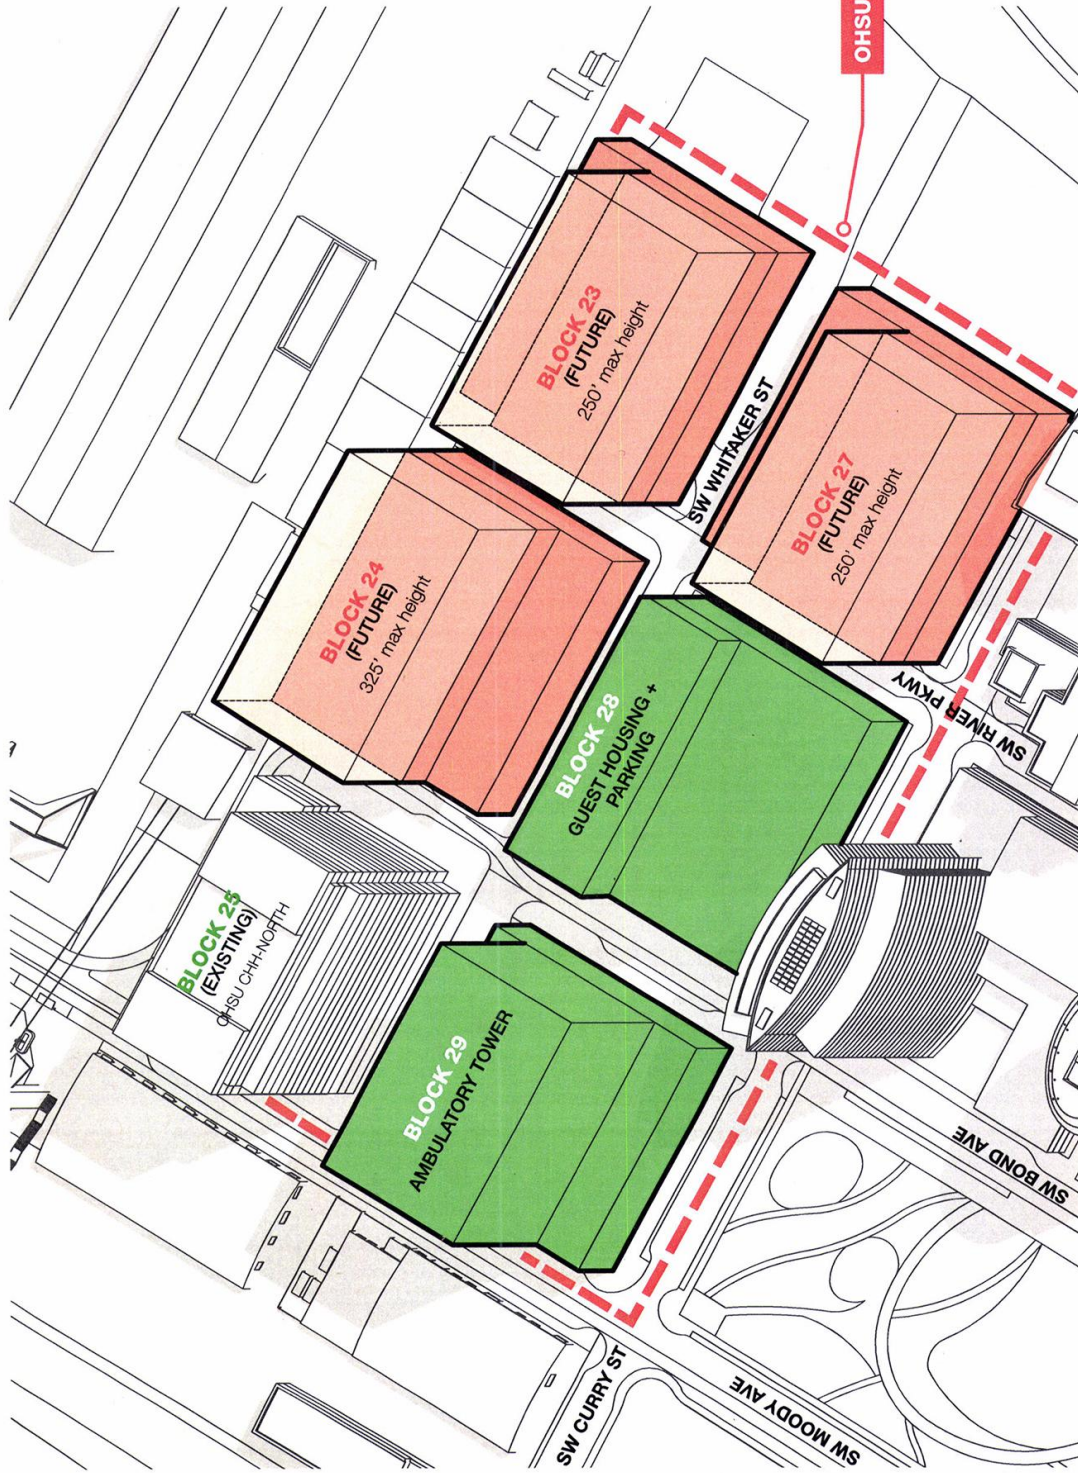 OHSU
BLOCK 23
(FUTURE)
250' max height
SW WHITAKER ST
BLOCK 27
(FUTURE)
250' max height
BLOCK 24
(FUTURE)
325' max height
BLOCK 28
GUEST HOUSING +
PARKING
SW RIVER PKWY
BLOCK 25
(EXISTING)
OHSU CHH-NORTH
BLOCK 29
AMBULATORY TOWER
SW BOND AVE
SW MOODY AVE
SW CURRY ST